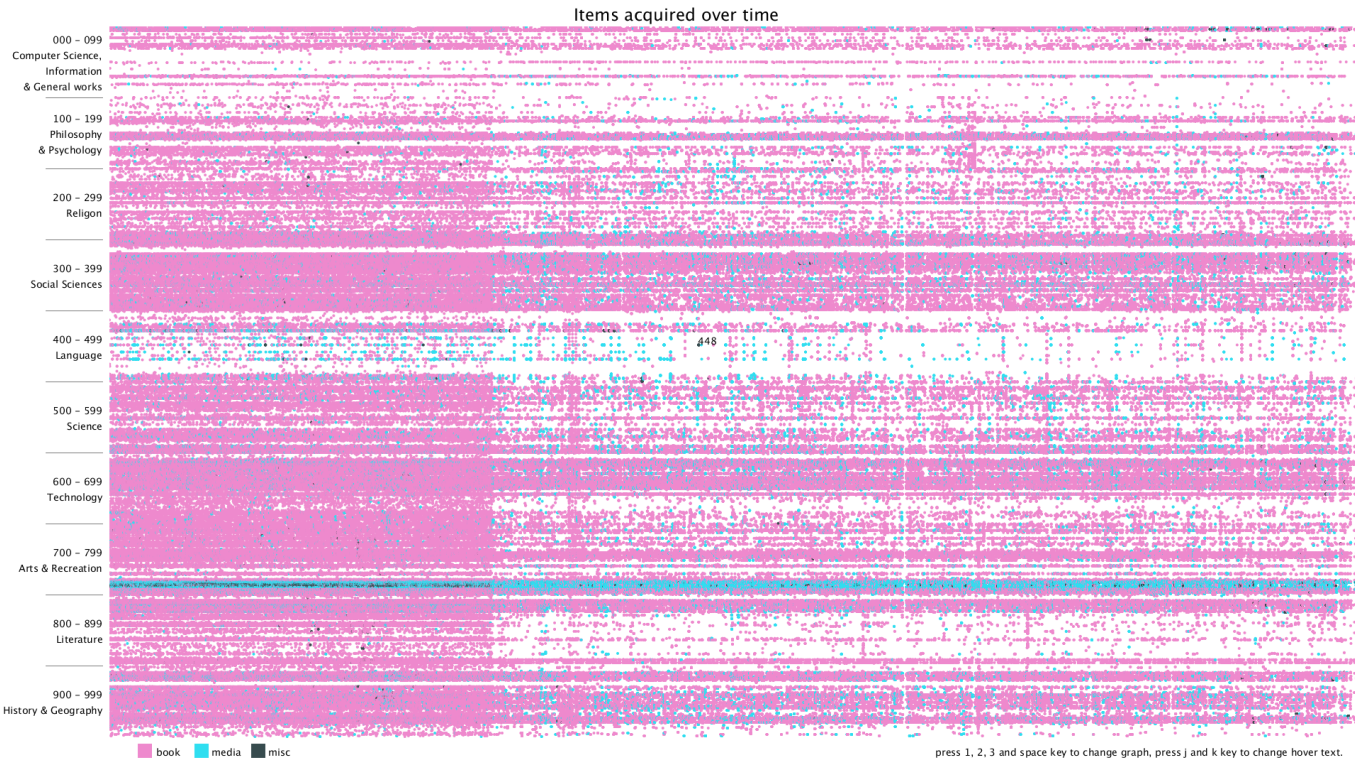 Items acquired over time
000 – 099
Computer Science,
Information
& General works
100 – 199
Philosophy
& Psychology
200 – 299
Religon
300 – 399
Social Sciences
400 – 499
Language
448
500 – 599
Science
600 – 699
Technology
700 – 799
Arts & Recreation
800 – 899
Literature
900 – 999
History & Geography
book media misc
press 1, 2, 3 and space key to change graph, press j and k key to change hover text.